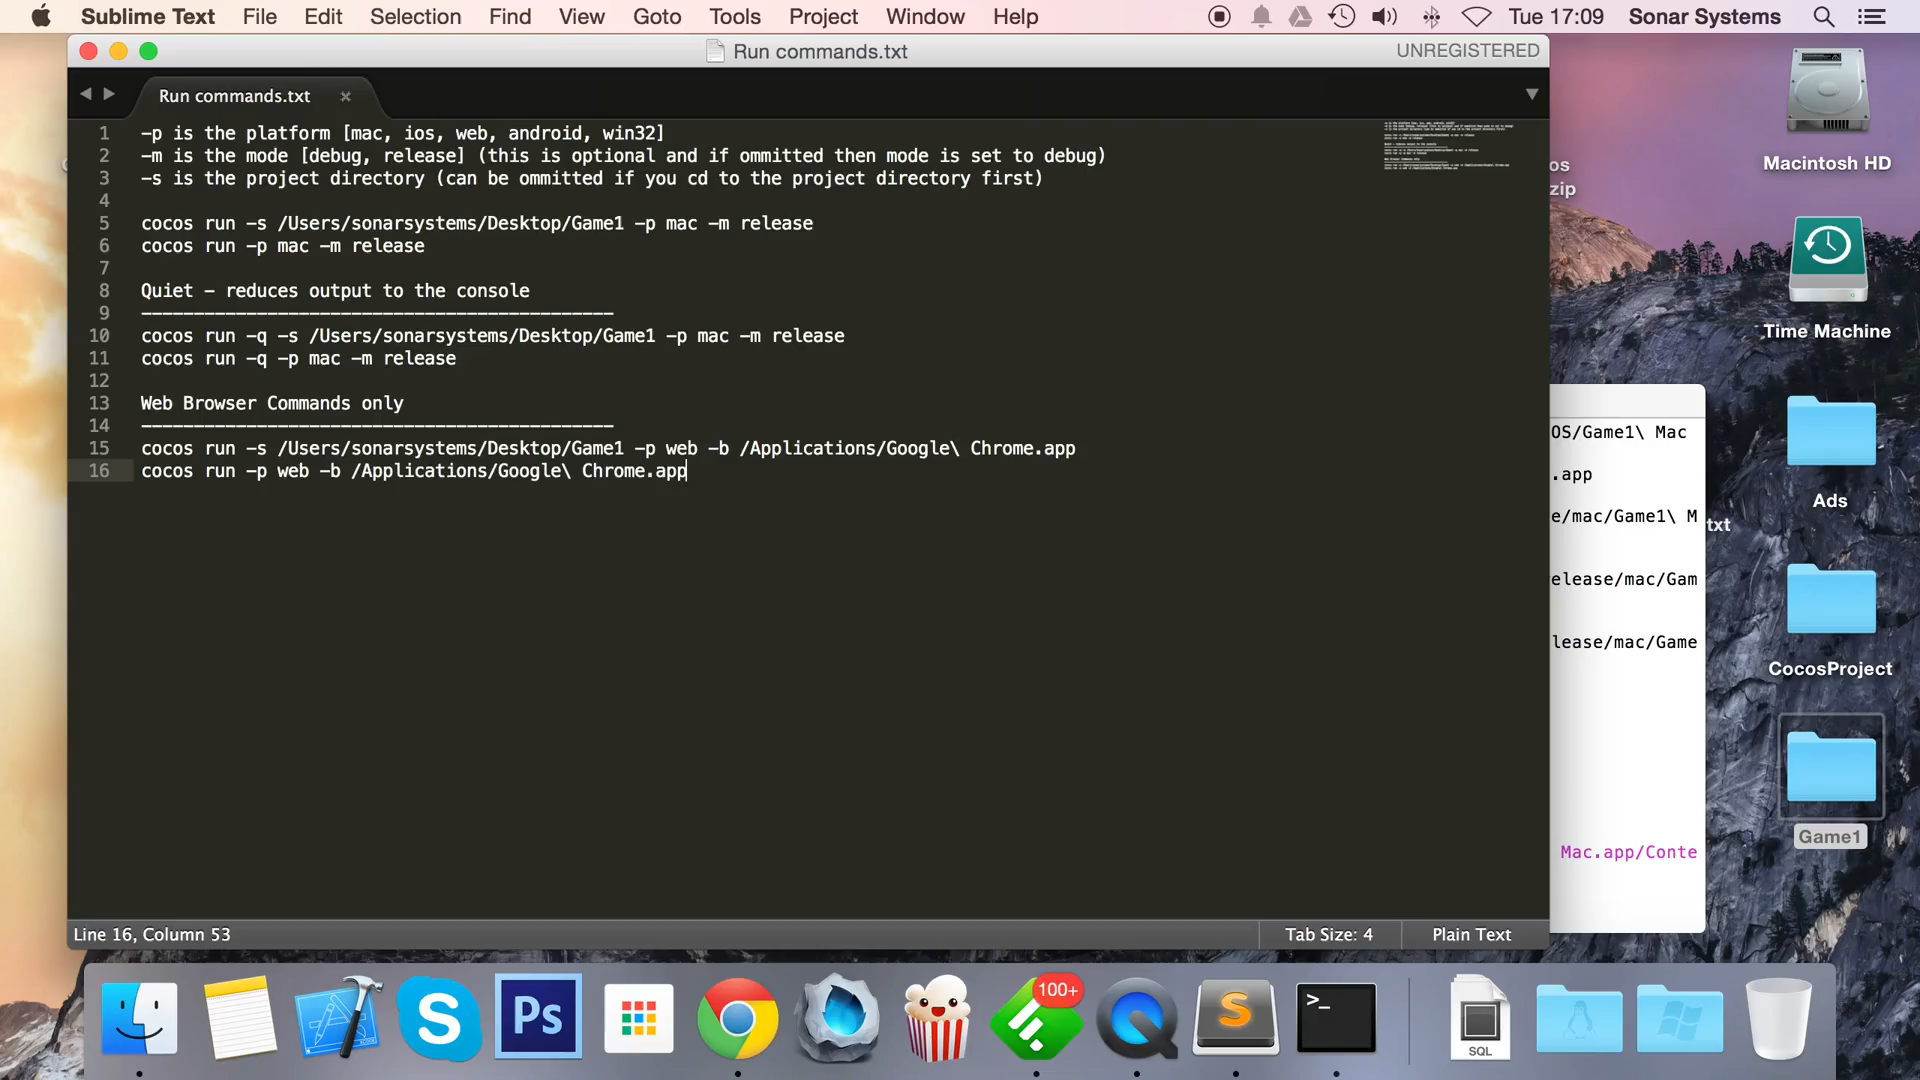 Sublime Text File Edit Selection Find View Goto Tools Project Window Help Tue 17:09 Sonar Systems
Run commands.txt UNREGISTERED
Run commands.txt
1 -p is the platform [mac, ios, web, android, win32]
2 -m is the mode [debug, release] (this is optional and if ommitted then mode is set to debug)
3 -s is the project directory (can be ommitted if you cd to the project directory first)
4
5 cocos run -s /Users/sonarsystems/Desktop/Game1 -p mac -m release
6 cocos run -p mac -m release
7
8 Quiet - reduces output to the console
9 ---------------------------------------------
10 cocos run -q -s /Users/sonarsystems/Desktop/Game1 -p mac -m release
11 cocos run -q -p mac -m release
12
13 Web Browser Commands only
14 ---------------------------------------------
15 cocos run -s /Users/sonarsystems/Desktop/Game1 -p web -b /Applications/Google\ Chrome.app
16 cocos run -p web -b /Applications/Google\ Chrome.app
Line 16, Column 53 Tab Size: 4 Plain Text
os
zip
OS/Game1\ Mac
.app
e/mac/Game1\ M
txt
elease/mac/Gam
lease/mac/Game
Mac.app/Conte
Macintosh HD
Time Machine
Ads
CocosProject
Game1
Ps
100+
S
>_
SQL